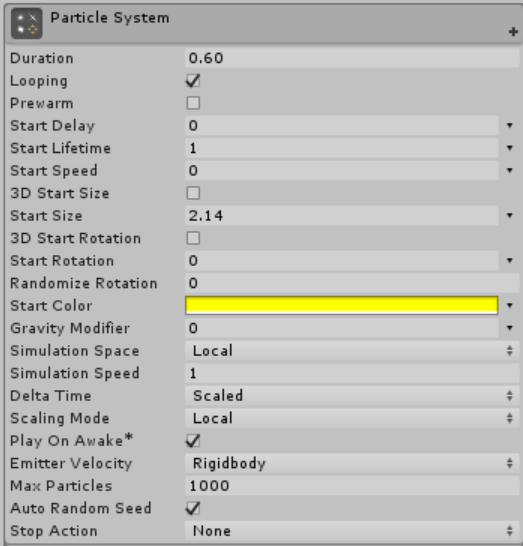 Particle System
Duration 0.60
Looping
Prewarm
Start Delay 0
Start Lifetime 1
Start Speed 0
3D Start Size
Start Size 2.14
3D Start Rotation
Start Rotation 0
Randomize Rotation 0
Start Color
Gravity Modifier 0
Simulation Space Local
Simulation Speed 1
Delta Time Scaled
Scaling Mode Local
Play On Awake*
Emitter Velocity Rigidbody
Max Particles 1000
Auto Random Seed
Stop Action None